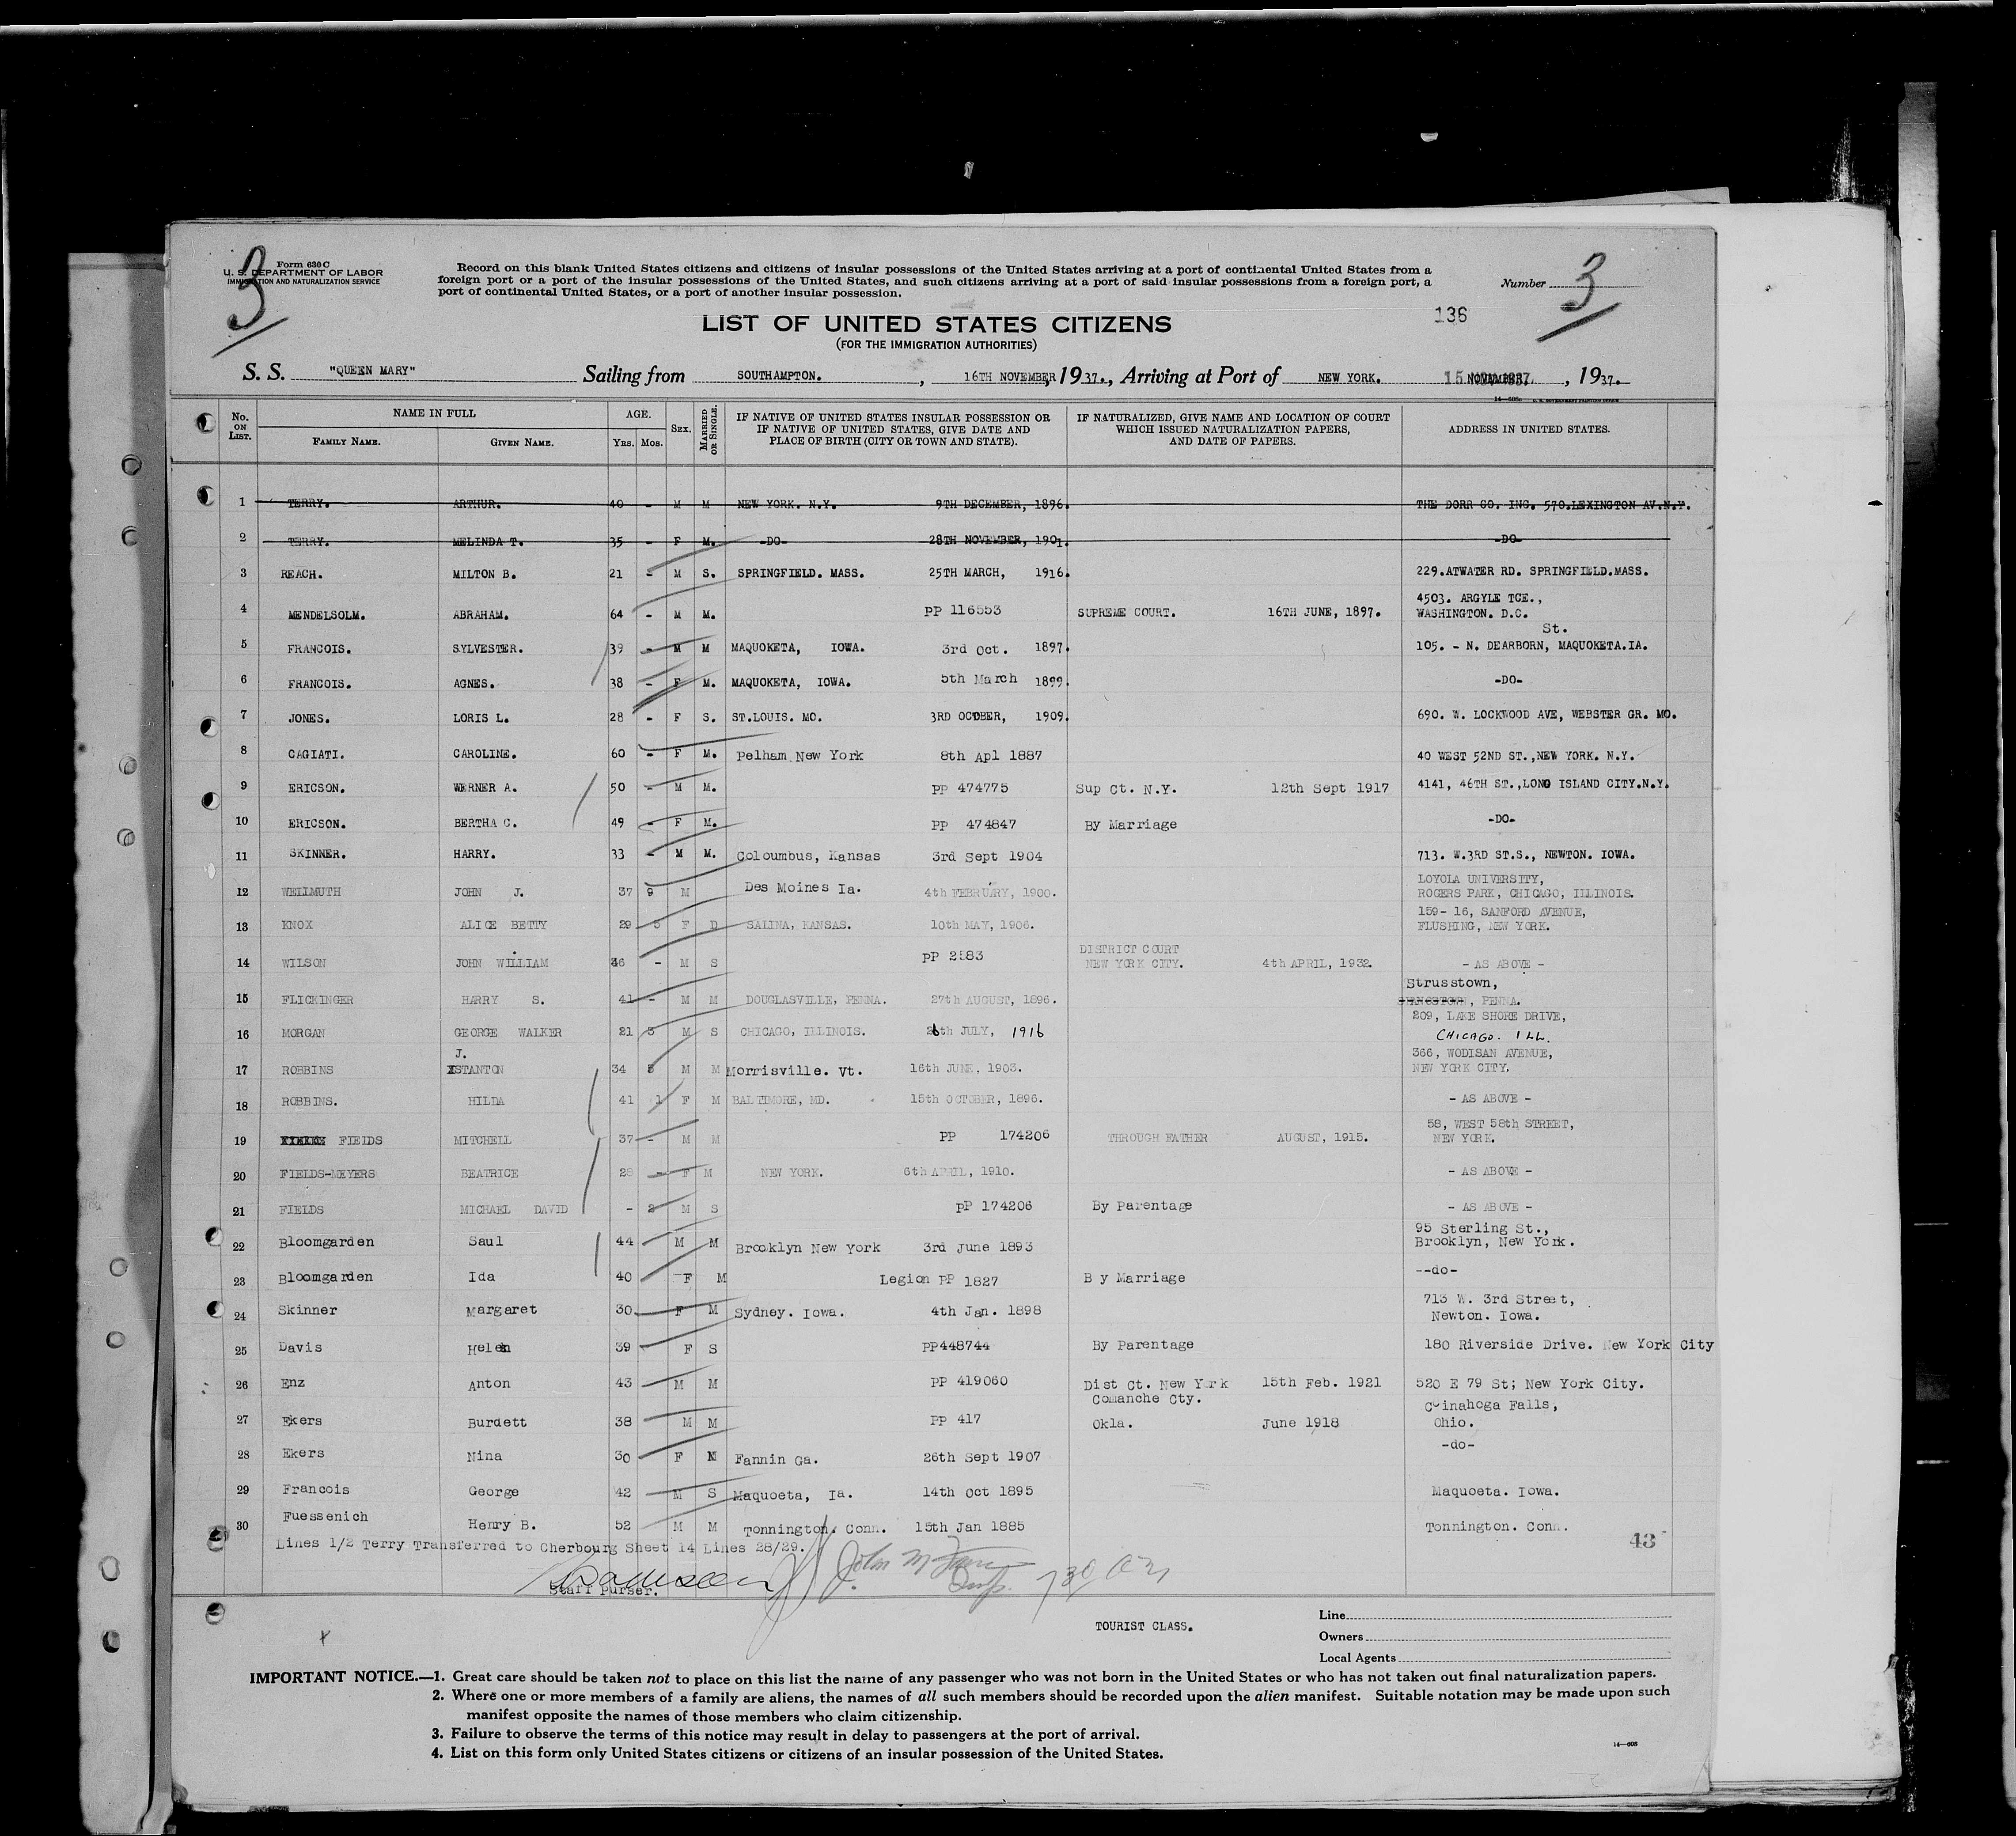 3
Form 630 C
U. S. DEPARTMENT OF LABOR
IMMIGRATION AND NATURALIZATION SERVICE
Record on this blank United States citizens and citizens of insular possessions of the United States arriving at a port of continental United States from a
foreign port or a port of the insular possessions of the United States, and such citizens arriving at a port of said insular possessions from a foreign port, a
port of continental United States, or a port of another insular possession.
Number 3
136
LIST OF UNITED STATES CITIZENS
(FOR THE IMMIGRATION AUTHORITIES)
S. S. "QUEEN MARY" Sailing from SOUTHAMPTON. , 16TH NOVEMBER, 1937., Arriving at Port of NEW YORK. 15 , 1937.
No. ON LIST. NAME IN FULL FAMILY NAME. GIVEN NAME. AGE. YRS. MOS. SEX. MARRIED OR SINGLE. IF NATIVE OF UNITED STATES INSULAR POSSESSION OR IF NATIVE OF UNITED STATES, GIVE DATE AND PLACE OF BIRTH (CITY OR TOWN AND STATE). IF NATURALIZED, GIVE NAME AND LOCATION OF COURT WHICH ISSUED NATURALIZATION PAPERS, AND DATE OF PAPERS. ADDRESS IN UNITED STATES.
1 TERRY. ARTHUR. 40 - M M NEW YORK. N.Y. 9TH DECEMBER, 1896. THE DORR CO. INC. 570.LEXINGTON AV.N.Y.
2 TERRY. MELINDA T. 35 - F M. -DO- 28TH NOVEMBER, 1901. -DO-
3 REACH. MILTON B. 21 - M S. SPRINGFIELD. MASS. 25TH MARCH, 1916. 229.ATWATER RD. SPRINGFIELD.MASS.
4 MENDELSOLM. ABRAHAM. 64 - M M. PP 116553 SUPREME COURT. 16TH JUNE, 1897. 4503. ARGYLE TCE.,
WASHINGTON. D.C.
St.
5 FRANCOIS. SYLVESTER. 39 - M M MAQUOKETA, IOWA. 3rd Oct. 1897. 105. - N. DEARBORN, MAQUOKETA.IA.
6 FRANCOIS. AGNES. 38 - F M. MAQUOKETA, IOWA. 5th March 1899. -DO-
7 JONES. LORIS L. 28 - F S. ST.LOUIS. MO. 3RD OCTOBER, 1909. 690. W. LOCKWOOD AVE, WEBSTER GR. MO.
8 CAGIATI. CAROLINE. 60 - F M. Pelham New York 8th Apl 1887 40 WEST 52ND ST.,NEW YORK. N.Y.
9 ERICSON. WERNER A. 50 - M M. PP 474775 Sup Ct. N.Y. 12th Sept 1917 4141, 46TH ST.,LONG ISLAND CITY.N.Y.
10 ERICSON. BERTHA C. 49 - F M. PP 474847 By Marriage -DO-
11 SKINNER. HARRY. 33 - M M. Coloumbus, Kansas 3rd Sept 1904 713. W.3RD ST.S., NEWTON. IOWA.
12 WELLMUTH JOHN J. 37 9 M Des Moines Ia. 4th FEBRUARY, 1900. LOYOLA UNIVERSITY,
ROGERS PARK, CHICAGO, ILLINOIS.
13 KNOX ALICE BETTY 29 5 F D SALINA, KANSAS. 10th MAY, 1906. 159- 16, SANFORD AVENUE,
FLUSHING, NEW YORK.
14 WILSON JOHN WILLIAM 36 - M S PP 2583 DISTRICT COURT
NEW YORK CITY. 4th APRIL, 1932. - AS ABOVE -
Strusstown,
15 FLICKINGER HARRY S. 41 - M M DOUGLASVILLE, PENNA. 27th AUGUST, 1896. , PENNA.
16 MORGAN GEORGE WALKER 21 3 M S CHICAGO, ILLINOIS. 26th JULY, 1916 209, LAKE SHORE DRIVE,
CHICAGO. ILL.
J.
17 ROBBINS STANTON 34 5 M M Morrisville. Vt. 16th JUNE, 1903. 366, WODISAN AVENUE,
NEW YORK CITY.
18 ROBBINS. HILDA 41 1 F M BALTIMORE, MD. 15th OCTOBER, 1896. - AS ABOVE -
19 FIELDS MITCHELL 37 - M M PP 174206 THROUGH FATHER AUGUST, 1915. 58, WEST 58th STREET,
NEW YORK.
20 FIELDS-MEYERS BEATRICE 28 - F M NEW YORK. 6th APRIL, 1910. - AS ABOVE -
21 FIELDS MICHAEL DAVID - 2 M S PP 174206 By Parentage - AS ABOVE -
22 Bloomgarden Saul 44 M M Brooklyn New York 3rd June 1893 95 Sterling St.,
Brooklyn, New York.
23 Bloomgarden Ida 40 F M Legion PP 1827 B y Marriage --do-
24 Skinner Margaret 30 F M Sydney. Iowa. 4th Jan. 1898 713 W. 3rd Street,
Newton. Iowa.
25 Davis Helen 39 F S PP448744 By Parentage 180 Riverside Drive. New York City
26 Enz Anton 43 M M PP 419060 Dist Ct. New York 15th Feb. 1921 520 E 79 St; New York City.
27 Ekers Burdett 38 M M PP 417 Comanche Cty.
Okla. June 1918 Cuinahoga Falls,
Ohio.
28 Ekers Nina 30 F M Fannin Ga. 26th Sept 1907 -do-
29 Francois George 42 M S Maquoeta, Ia. 14th Oct 1895 Maquoeta. Iowa.
30 Fuessenich Henry B. 52 M M Tonnington. Conn. 15th Jan 1885 Tonnington. Conn.
Lines 1/2 Terry Transferred to Cherbourg Sheet 14 Lines 28/29.
43
Staff Purser.
John M
TOURIST CLASS.
Line
Owners
Local Agents
IMPORTANT NOTICE.—1. Great care should be taken not to place on this list the name of any passenger who was not born in the United States or who has not taken out final naturalization papers.
2. Where one or more members of a family are aliens, the names of all such members should be recorded upon the alien manifest. Suitable notation may be made upon such
manifest opposite the names of those members who claim citizenship.
3. Failure to observe the terms of this notice may result in delay to passengers at the port of arrival.
4. List on this form only United States citizens or citizens of an insular possession of the United States.
14—608